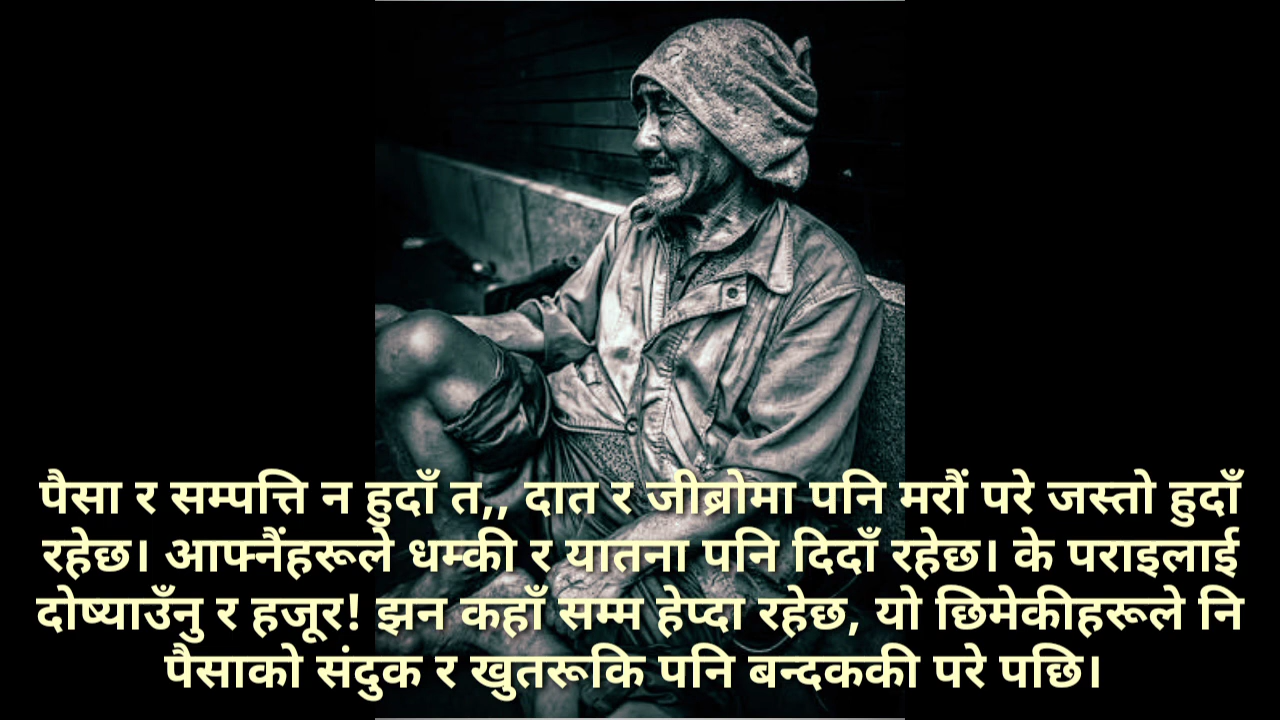 पैसा र सम्पत्ति न हुदाँ त,, दात र जीब्रोमा पनि मरौं परे जस्तो हुदाँ
रहेछ। आफ्नैंहरूले धम्की र यातना पनि दिदाँ रहेछ। के पराइलाई
दोष्याउँनु र हजूर! झन कहाँ सम्म हेप्दा रहेछ, यो छिमेकीहरूले नि
पैसाको संदुक र खुतरूकि पनि बन्दककी परे पछि।